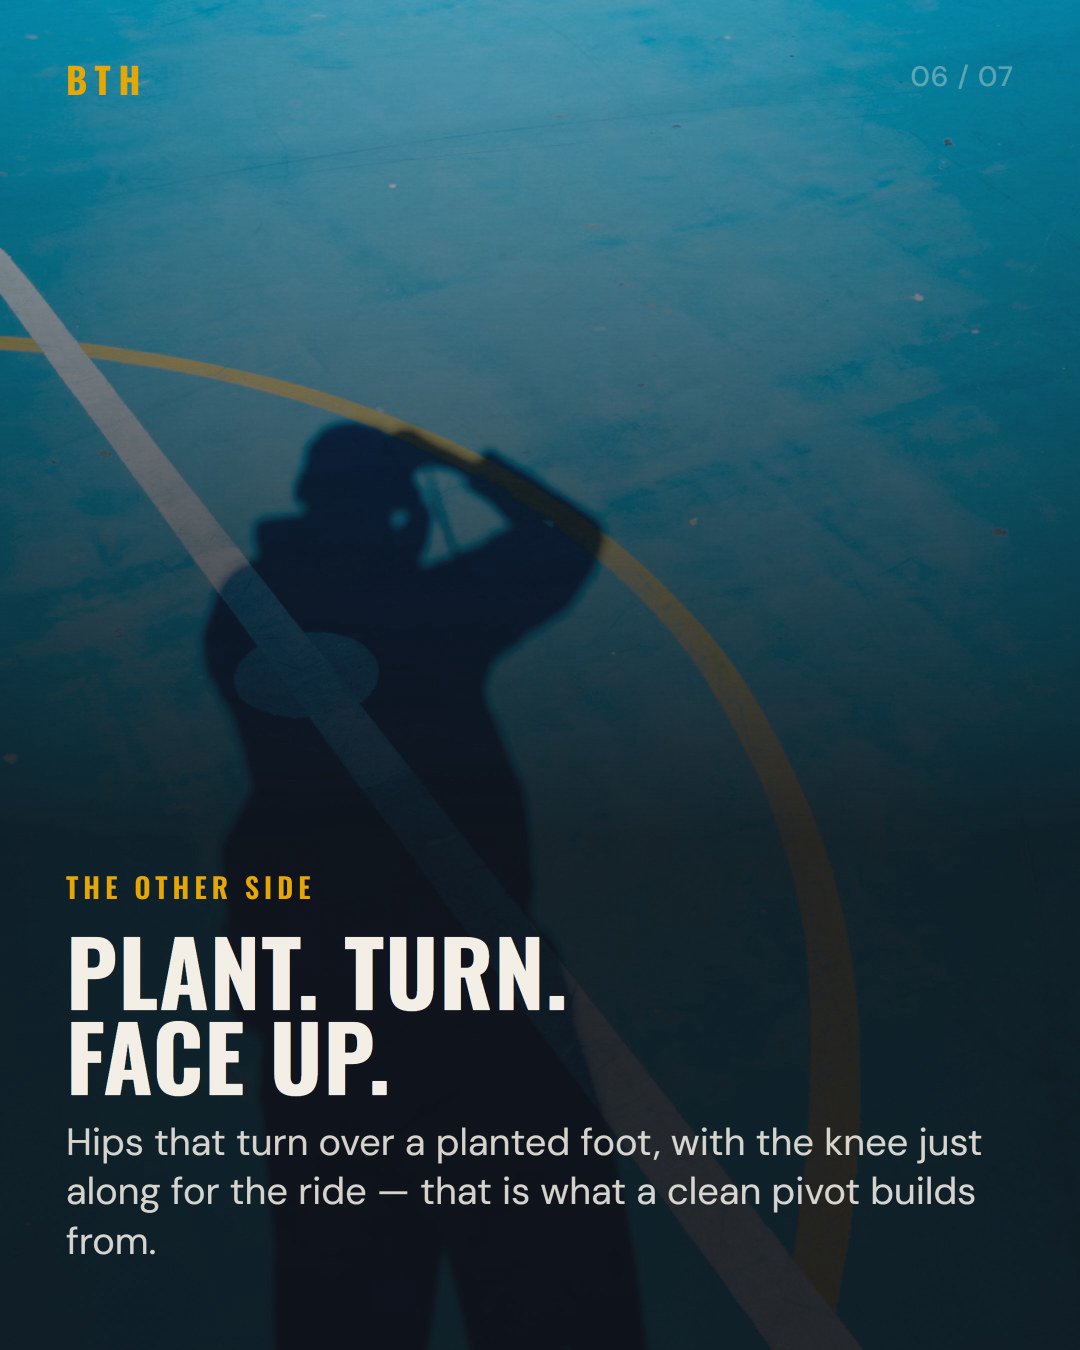 BTH
06 / 07
THE OTHER SIDE
PLANT. TURN.
FACE UP.
Hips that turn over a planted foot, with the knee just
along for the ride — that is what a clean pivot builds
from.